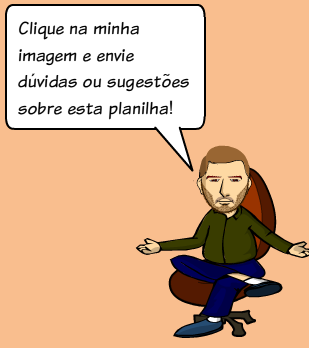 Clique na minha
imagem e envie
dúvidas ou sugestões
sobre esta planilha!